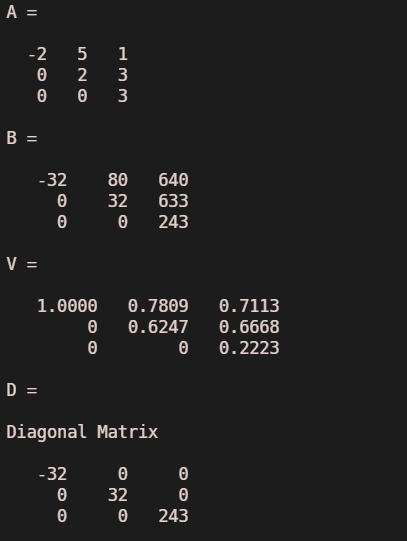 A =
-2 5 1
0 2 3
0 0 3
B =
-32 80 640
0 32 633
0 0 243
V =
1.0000 0.7809 0.7113
0 0.6247 0.6668
0 0 0.2223
D =
Diagonal Matrix
-32 0 0
0 32 0
0 0 243